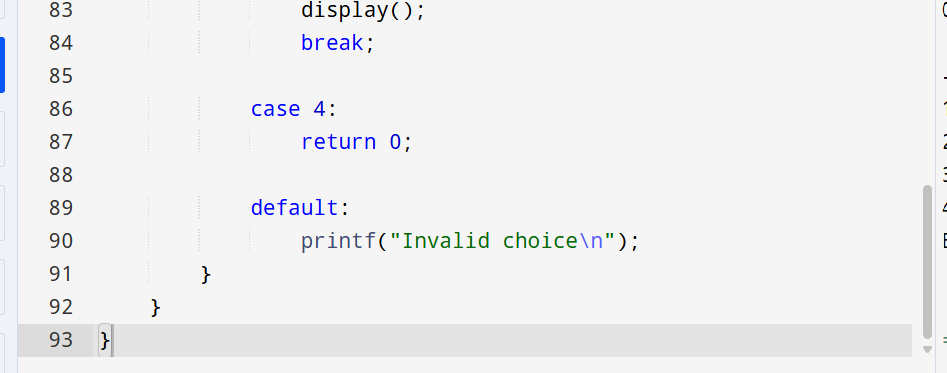 83 display();
84 break;
85
86 case 4:
87 return 0;
88
89 default:
90 printf("Invalid choice\n");
91 }
92 }
93 }